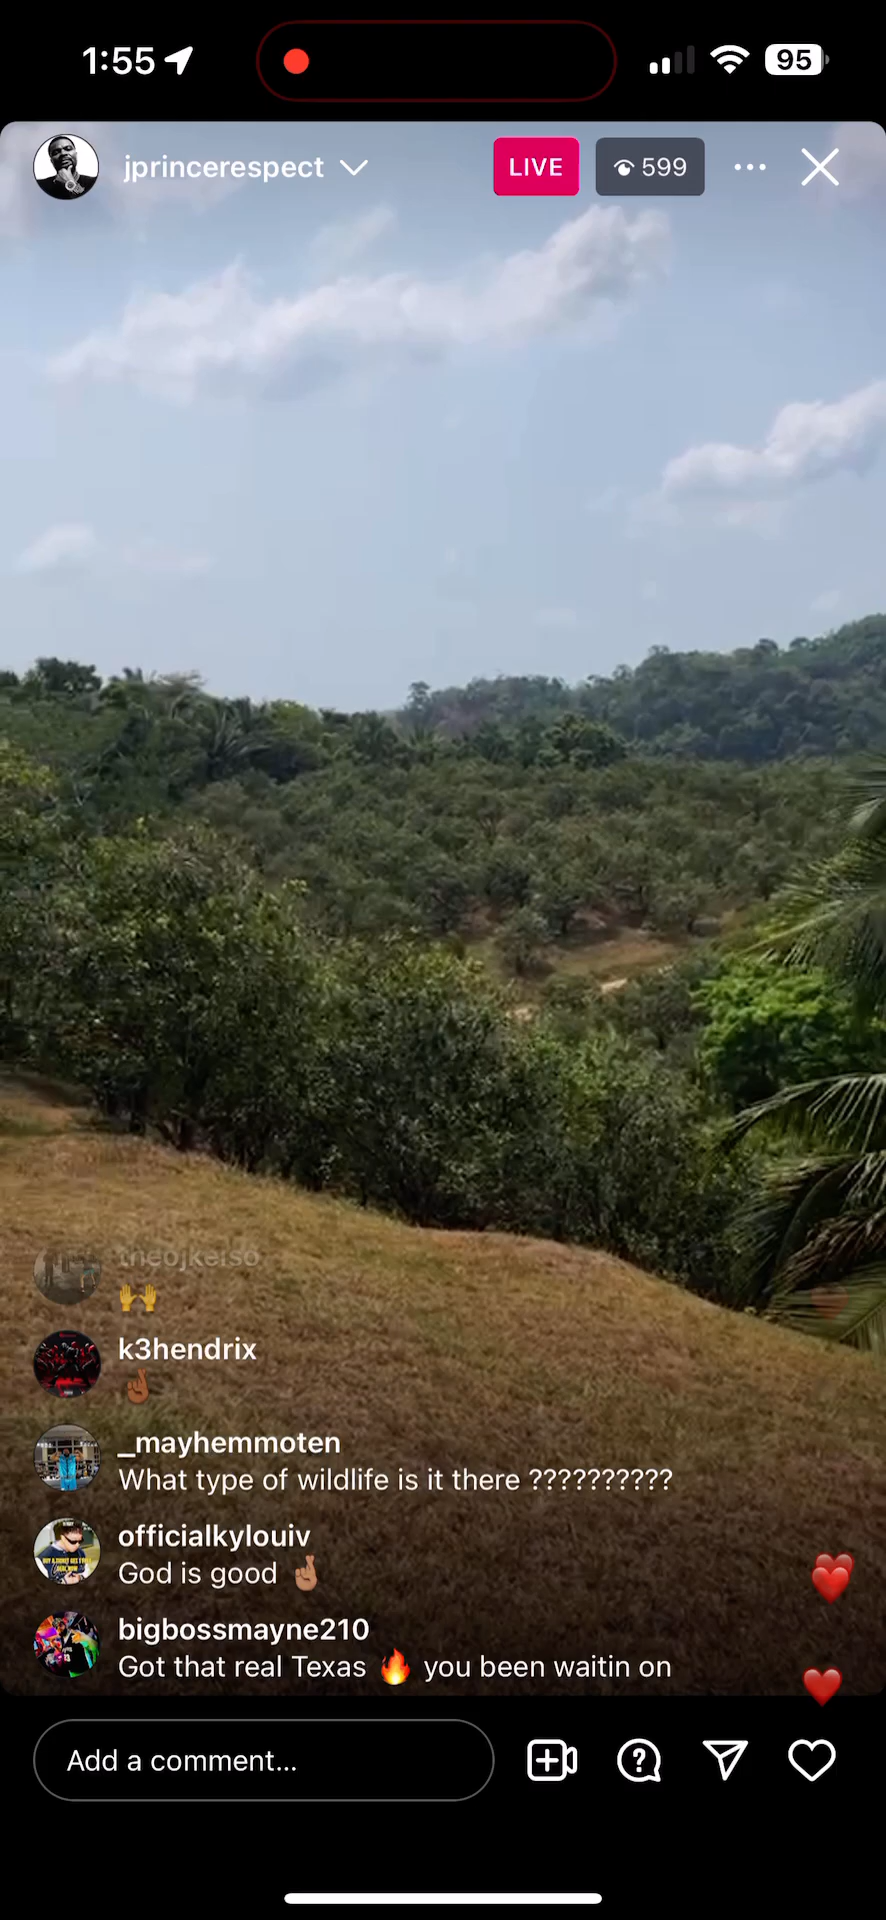 1:55
95
jprincerespect
LIVE
599
theojkelso
🙌
k3hendrix
🤞🏾
_mayhemmoten
What type of wildlife is it there ??????????
officialkylouiv
God is good 🤞🏽
bigbossmayne210
Got that real Texas 🔥 you been waitin on
Add a comment...